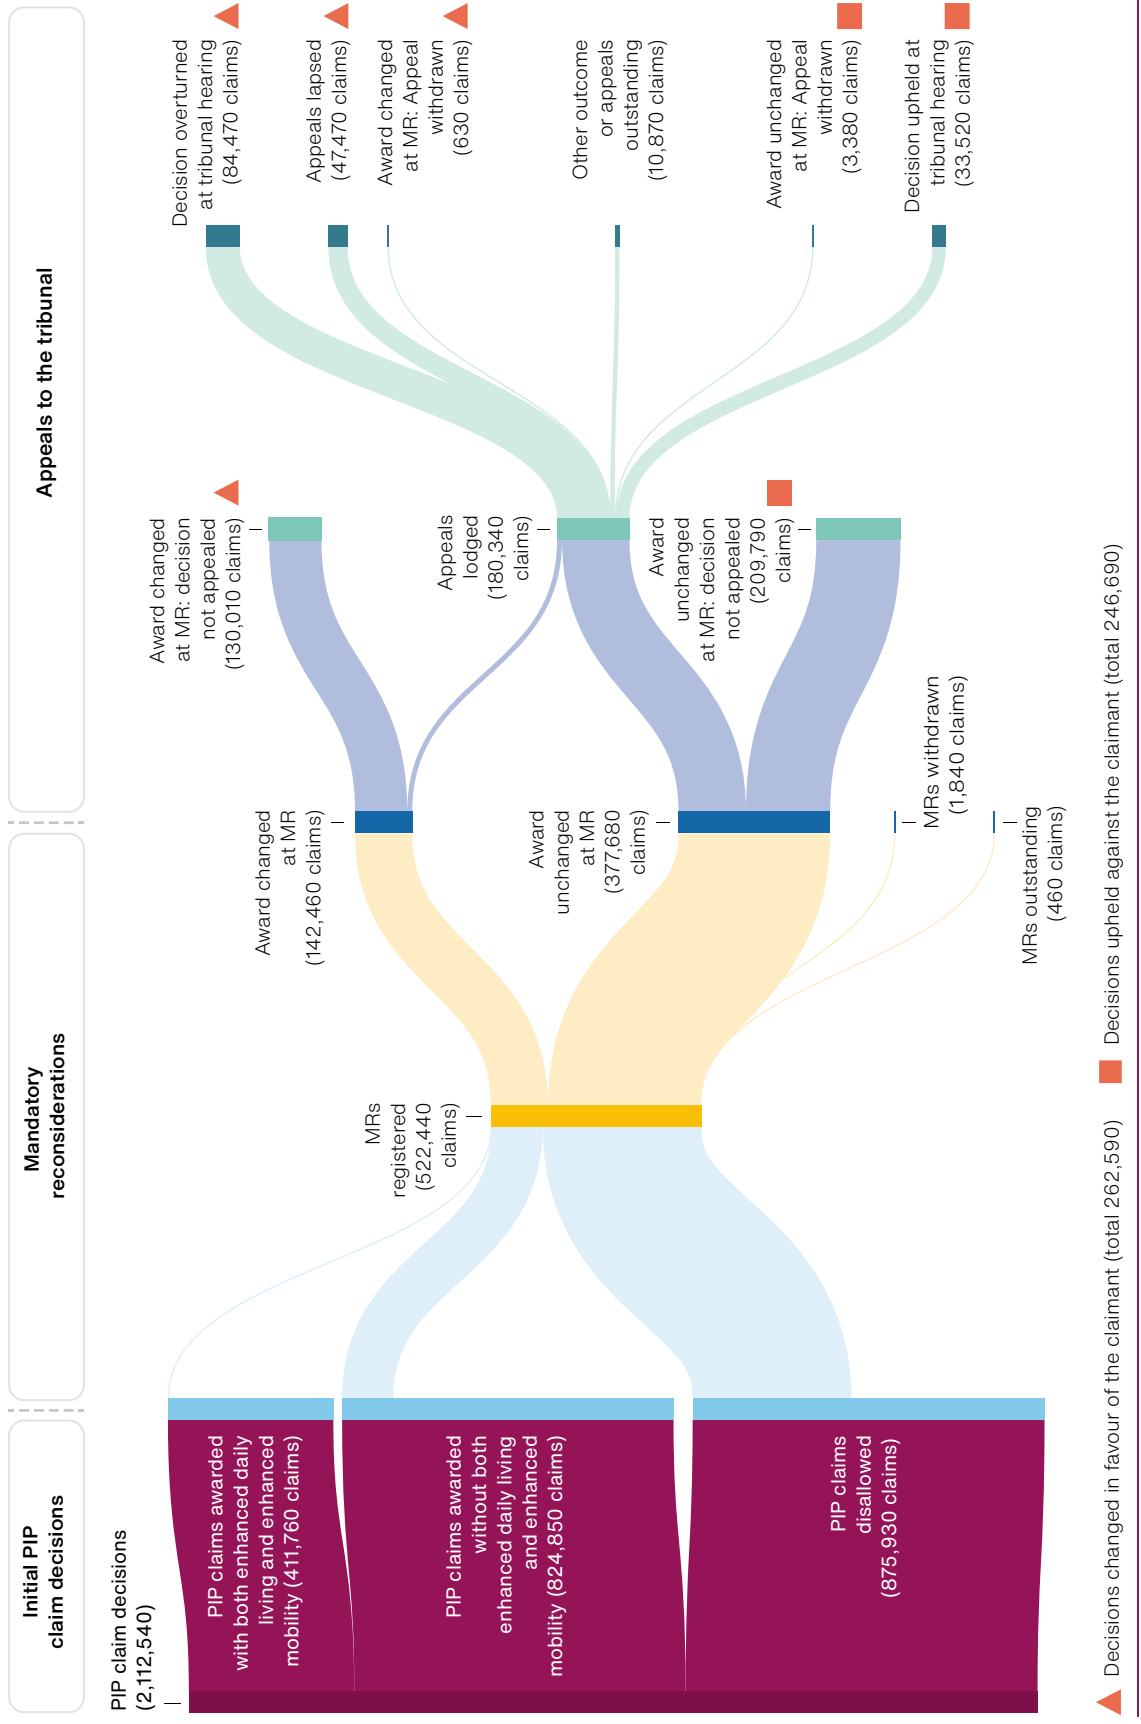 Initial PIP
claim decisions
Mandatory
reconsiderations
Appeals to the tribunal
PIP claim decisions
(2,112,540)
PIP claims awarded
with both enhanced daily
living and enhanced
mobility (411,760 claims)
PIP claims awarded
without both
enhanced daily living
and enhanced
mobility (824,850 claims)
PIP claims
disallowed
(875,930 claims)
MRs
registered
(522,440
claims)
Award changed
at MR
(142,460 claims)
Award
unchanged
at MR
(377,680
claims)
MRs withdrawn
(1,840 claims)
MRs outstanding
(460 claims)
Award changed
at MR: decision
not appealed
(130,010 claims)
Appeals
lodged
(180,340
claims)
Award
unchanged
at MR: decision
not appealed
(209,790
claims)
Decision overturned
at tribunal hearing
(84,470 claims)
Appeals lapsed
(47,470 claims)
Award changed
at MR: Appeal
withdrawn
(630 claims)
Other outcome
or appeals
outstanding
(10,870 claims)
Award unchanged
at MR: Appeal
withdrawn
(3,380 claims)
Decision upheld at
tribunal hearing
(33,520 claims)
Decisions changed in favour of the claimant (total 262,590)
Decisions upheld against the claimant (total 246,690)